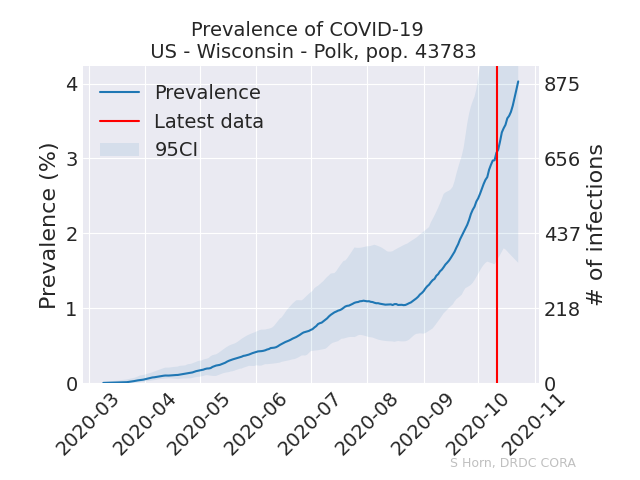 Prevalence of COVID-19
US - Wisconsin - Polk, pop. 43783
Prevalence
Latest data
95CI
Prevalence (%)
4
3
2
1
0
875
656
437
218
0
# of infections
2020-03
2020-04
2020-05
2020-06
2020-07
2020-08
2020-09
2020-10
2020-11
S Horn, DRDC CORA